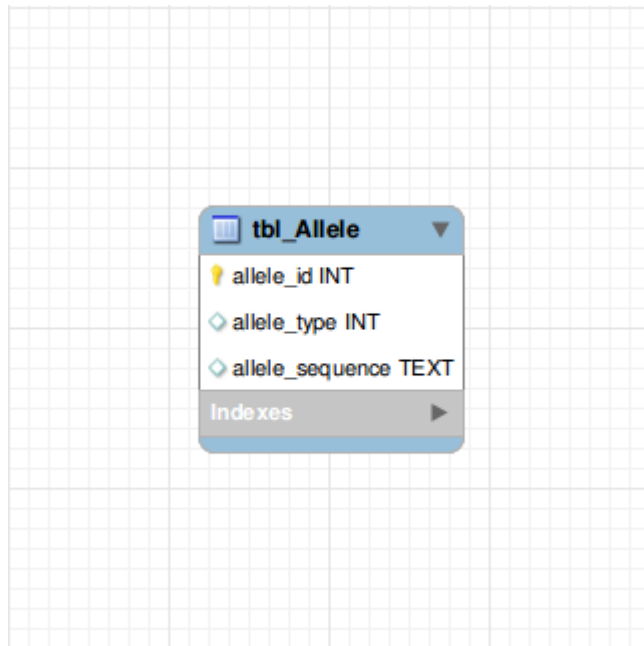 tbl_Allele
allele_id INT
allele_type INT
allele_sequence TEXT
Indexes